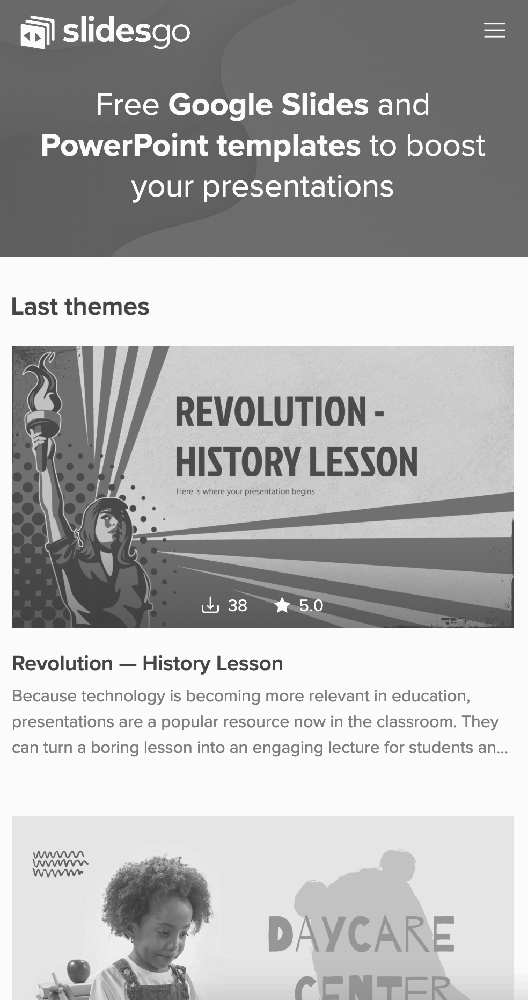 slidesgo
Free Google Slides and
PowerPoint templates to boost
your presentations
Last themes
REVOLUTION -
HISTORY LESSON
Here is where your presentation begins
38 5.0
Revolution — History Lesson
Because technology is becoming more relevant in education,
presentations are a popular resource now in the classroom. They
can turn a boring lesson into an engaging lecture for students an...
DAYCARE
CENTER